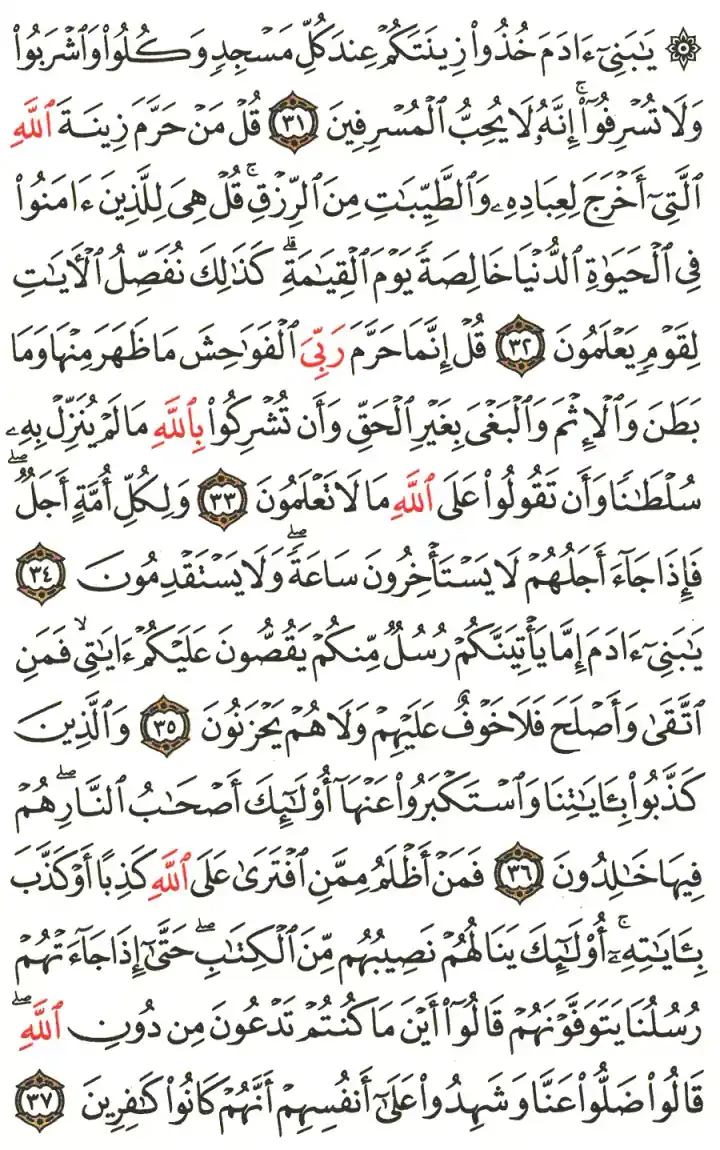 ۞ يَٰبَنِيٓ ءَادَمَ خُذُواْ زِينَتَكُمۡ عِندَ كُلِّ مَسۡجِدٖ وَكُلُواْ وَٱشۡرَبُواْ
وَلَا تُسۡرِفُوٓاْۚ إِنَّهُۥ لَا يُحِبُّ ٱلۡمُسۡرِفِينَ ٣١ قُلۡ مَنۡ حَرَّمَ زِينَةَ ٱللَّهِ
ٱلَّتِيٓ أَخۡرَجَ لِعِبَادِهِۦ وَٱلطَّيِّبَٰتِ مِنَ ٱلرِّزۡقِۚ قُلۡ هِيَ لِلَّذِينَ ءَامَنُواْ
فِي ٱلۡحَيَوٰةِ ٱلدُّنۡيَا خَالِصَةٗ يَوۡمَ ٱلۡقِيَٰمَةِۗ كَذَٰلِكَ نُفَصِّلُ ٱلۡأٓيَٰتِ
لِقَوۡمٖ يَعۡلَمُونَ ٣٢ قُلۡ إِنَّمَا حَرَّمَ رَبِّيَ ٱلۡفَوَٰحِشَ مَا ظَهَرَ مِنۡهَا وَمَا
بَطَنَ وَٱلۡإِثۡمَ وَٱلۡبَغۡيَ بِغَيۡرِ ٱلۡحَقِّ وَأَن تُشۡرِكُواْ بِٱللَّهِ مَا لَمۡ يُنَزِّلۡ بِهِۦ
سُلۡطَٰنٗا وَأَن تَقُولُواْ عَلَى ٱللَّهِ مَا لَا تَعۡلَمُونَ ٣٣ وَلِكُلِّ أُمَّةٍ أَجَلٞۖ
فَإِذَا جَآءَ أَجَلُهُمۡ لَا يَسۡتَأۡخِرُونَ سَاعَةٗۖ وَلَا يَسۡتَقۡدِمُونَ ٣٤
يَٰبَنِيٓ ءَادَمَ إِمَّا يَأۡتِيَنَّكُمۡ رُسُلٞ مِّنكُمۡ يَقُصُّونَ عَلَيۡكُمۡ ءَايَٰتِي ۙ فَمَنِ
ٱتَّقَىٰ وَأَصۡلَحَ فَلَا خَوۡفٌ عَلَيۡهِمۡ وَلَا هُمۡ يَحۡزَنُونَ ٣٥ وَٱلَّذِينَ
كَذَّبُواْ بِـَٔايَٰتِنَا وَٱسۡتَكۡبَرُواْ عَنۡهَآ أُوْلَٰٓئِكَ أَصۡحَٰبُ ٱلنَّارِۖ هُمۡ
فِيهَا خَٰلِدُونَ ٣٦ فَمَنۡ أَظۡلَمُ مِمَّنِ ٱفۡتَرَىٰ عَلَى ٱللَّهِ كَذِبًا أَوۡ كَذَّبَ
بِـَٔايَٰتِهِۦٓۚ أُوْلَٰٓئِكَ يَنَالُهُمۡ نَصِيبُهُم مِّنَ ٱلۡكِتَٰبِۖ حَتَّىٰٓ إِذَا جَآءَتۡهُمۡ
رُسُلُنَا يَتَوَفَّوۡنَهُمۡ قَالُوٓاْ أَيۡنَ مَا كُنتُمۡ تَدۡعُونَ مِن دُونِ ٱللَّهِۖ
قَالُواْ ضَلُّواْ عَنَّا وَشَهِدُواْ عَلَىٰٓ أَنفُسِهِمۡ أَنَّهُمۡ كَانُواْ كَٰفِرِينَ ٣٧